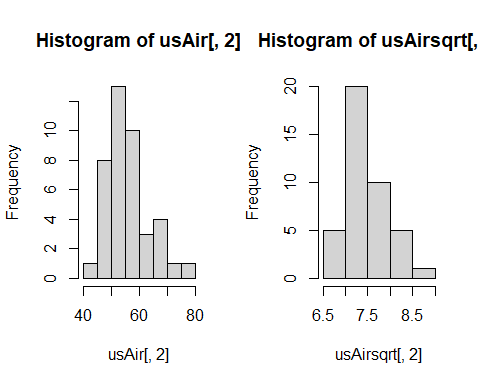 Histogram of usAir[, 2]
Frequency
0 2 4 6 8 10
40 60 80
usAir[, 2]
Histogram of usAirsqrt[,
Frequency
0 5 10 15 20
6.5 7.5 8.5
usAirsqrt[, 2]